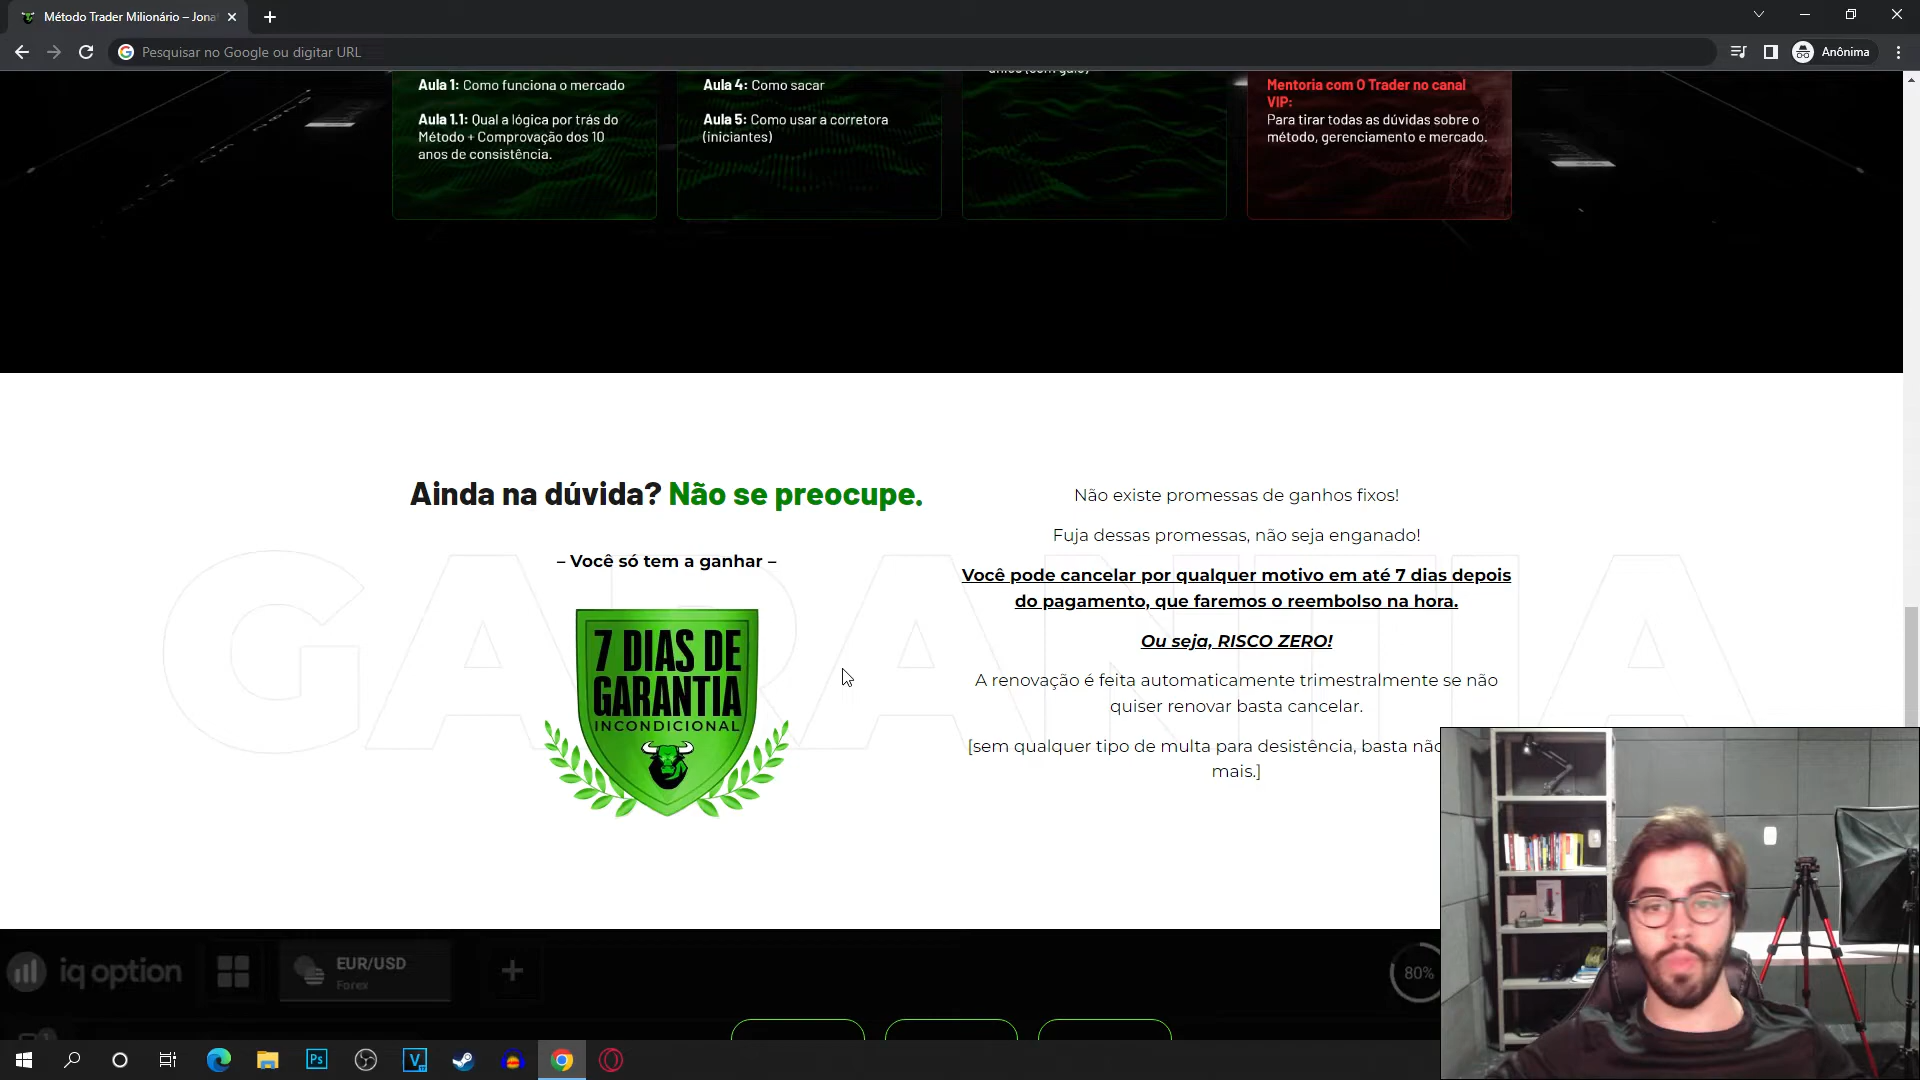 Método Trader Milionário – Jona
Pesquisar no Google ou digitar URL
Anônima
Aula 1: Como funciona o mercado
Aula 1.1: Qual a lógica por trás do
Método + Comprovação dos 10
anos de consistência.
Aula 4: Como sacar
Aula 5: Como usar a corretora
(iniciantes)
Mentoria com O Trader no canal
VIP:
Para tirar todas as dúvidas sobre o
método, gerenciamento e mercado.
GARANTIA
Ainda na dúvida? Não se preocupe.
– Você só tem a ganhar –
7 DIAS DE
GARANTIA
INCONDICIONAL
Não existe promessas de ganhos fixos!
Fuja dessas promessas, não seja enganado!
Você pode cancelar por qualquer motivo em até 7 dias depois
do pagamento, que faremos o reembolso na hora.
Ou seja, RISCO ZERO!
A renovação é feita automaticamente trimestralmente se não
quiser renovar basta cancelar.
[sem qualquer tipo de multa para desistência, basta não
mais.]
iq option
EUR/USD
Forex
80%
Ps
V